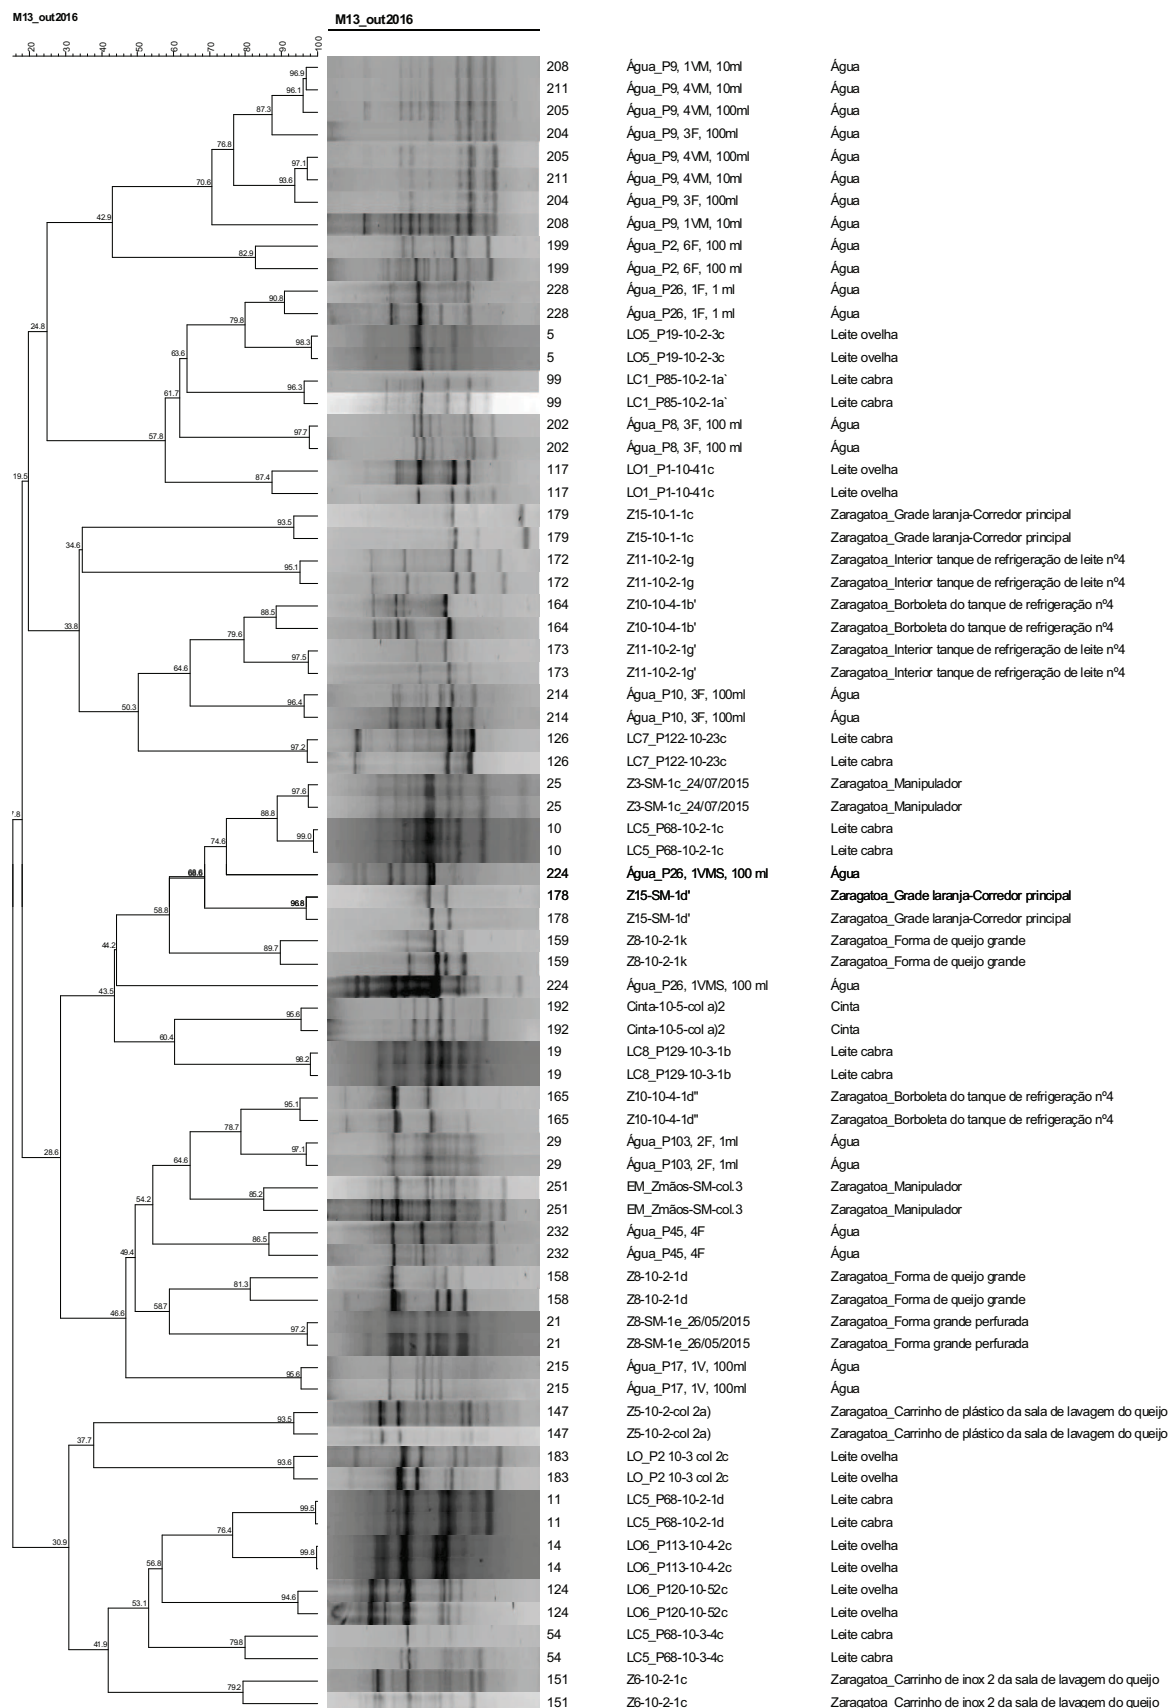 M13_out2016
M13_out2016
20 30 40 50 60 70 80 90 100
208 Água_P9, 1VM, 10ml Água
211 Água_P9, 4VM, 10ml Água
205 Água_P9, 4VM, 100ml Água
204 Água_P9, 3F, 100ml Água
205 Água_P9, 4VM, 100ml Água
211 Água_P9, 4VM, 10ml Água
204 Água_P9, 3F, 100ml Água
208 Água_P9, 1VM, 10ml Água
199 Água_P2, 6F, 100 ml Água
199 Água_P2, 6F, 100 ml Água
228 Água_P26, 1F, 1 ml Água
228 Água_P26, 1F, 1 ml Água
5 LO5_P19-10-2-3c Leite ovelha
5 LO5_P19-10-2-3c Leite ovelha
99 LC1_P85-10-2-1a` Leite cabra
99 LC1_P85-10-2-1a` Leite cabra
202 Água_P8, 3F, 100 ml Água
202 Água_P8, 3F, 100 ml Água
117 LO1_P1-10-41c Leite ovelha
117 LO1_P1-10-41c Leite ovelha
179 Z15-10-1-1c Zaragatoa_Grade laranja-Corredor principal
179 Z15-10-1-1c Zaragatoa_Grade laranja-Corredor principal
172 Z11-10-2-1g Zaragatoa_Interior tanque de refrigeração de leite nº4
172 Z11-10-2-1g Zaragatoa_Interior tanque de refrigeração de leite nº4
164 Z10-10-4-1b' Zaragatoa_Borboleta do tanque de refrigeração nº4
164 Z10-10-4-1b' Zaragatoa_Borboleta do tanque de refrigeração nº4
173 Z11-10-2-1g' Zaragatoa_Interior tanque de refrigeração de leite nº4
173 Z11-10-2-1g' Zaragatoa_Interior tanque de refrigeração de leite nº4
214 Água_P10, 3F, 100ml Água
214 Água_P10, 3F, 100ml Água
126 LC7_P122-10-23c Leite cabra
126 LC7_P122-10-23c Leite cabra
25 Z3-SM-1c_24/07/2015 Zaragatoa_Manipulador
25 Z3-SM-1c_24/07/2015 Zaragatoa_Manipulador
10 LC5_P68-10-2-1c Leite cabra
10 LC5_P68-10-2-1c Leite cabra
224 Água_P26, 1VMS, 100 ml Água
178 Z15-SM-1d' Zaragatoa_Grade laranja-Corredor principal
178 Z15-SM-1d' Zaragatoa_Grade laranja-Corredor principal
159 Z8-10-2-1k Zaragatoa_Forma de queijo grande
159 Z8-10-2-1k Zaragatoa_Forma de queijo grande
224 Água_P26, 1VMS, 100 ml Água
192 Cinta-10-5-col a)2 Cinta
192 Cinta-10-5-col a)2 Cinta
19 LC8_P129-10-3-1b Leite cabra
19 LC8_P129-10-3-1b Leite cabra
165 Z10-10-4-1d" Zaragatoa_Borboleta do tanque de refrigeração nº4
165 Z10-10-4-1d" Zaragatoa_Borboleta do tanque de refrigeração nº4
29 Água_P103, 2F, 1ml Água
29 Água_P103, 2F, 1ml Água
251 EM_Zmãos-SM-col.3 Zaragatoa_Manipulador
251 EM_Zmãos-SM-col.3 Zaragatoa_Manipulador
232 Água_P45, 4F Água
232 Água_P45, 4F Água
158 Z8-10-2-1d Zaragatoa_Forma de queijo grande
158 Z8-10-2-1d Zaragatoa_Forma de queijo grande
21 Z8-SM-1e_26/05/2015 Zaragatoa_Forma grande perfurada
21 Z8-SM-1e_26/05/2015 Zaragatoa_Forma grande perfurada
215 Água_P17, 1V, 100ml Água
215 Água_P17, 1V, 100ml Água
147 Z5-10-2-col 2a) Zaragatoa_Carrinho de plástico da sala de lavagem do queijo
147 Z5-10-2-col 2a) Zaragatoa_Carrinho de plástico da sala de lavagem do queijo
183 LO_P2 10-3 col 2c Leite ovelha
183 LO_P2 10-3 col 2c Leite ovelha
11 LC5_P68-10-2-1d Leite cabra
11 LC5_P68-10-2-1d Leite cabra
14 LO6_P113-10-4-2c Leite ovelha
14 LO6_P113-10-4-2c Leite ovelha
124 LO6_P120-10-52c Leite ovelha
124 LO6_P120-10-52c Leite ovelha
54 LC5_P68-10-3-4c Leite cabra
54 LC5_P68-10-3-4c Leite cabra
151 Z6-10-2-1c Zaragatoa_Carrinho de inox 2 da sala de lavagem do queijo
151 Z6-10-2-1c Zaragatoa_Carrinho de inox 2 da sala de lavagem do queijo
96.9
96.1
87.3
76.8
97.1
93.6
70.6
42.9
82.9
90.8
79.8
24.8
98.3
63.6
96.3
61.7
97.7
57.8
87.4
19.5
93.5
34.6
95.1
88.5
33.8
79.6
97.5
64.6
96.4
50.3
97.2
97.6
7.8
88.8
99.0
74.6
68.6
96.8
58.8
89.7
44.2
43.5
95.6
60.4
98.2
95.1
78.7
97.1
28.6
64.6
85.2
54.2
86.5
49.4
81.3
58.7
46.6
97.2
95.6
93.5
37.7
93.6
99.5
76.4
30.9
99.8
56.8
94.6
53.1
79.8
41.9
79.2